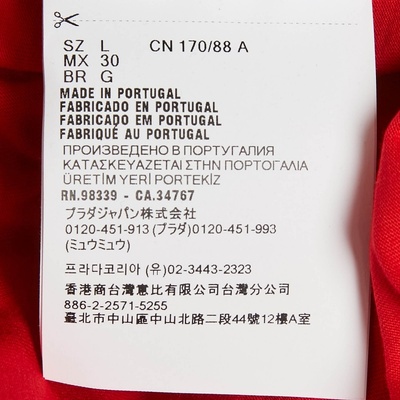 SZ L CN 170/88 A
MX 30
BR G
MADE IN PORTUGAL
FABRICADO EN PORTUGAL
FABRICADO EM PORTUGAL
FABRIQUÉ AU PORTUGAL
ПРОИЗВЕДЕНО В ПОРТУГАЛИЯ
ΚΑΤΑΣΚΕΥΑΖΕΤΑΙ ΣΤΗΝ ΠΟΡΤΟΓΑΛΙΑ
ÜRETİM YERİ PORTEKİZ
RN.98339 - CA.34767
プラダジャパン株式会社
0120-451-913 (プラダ) 0120-451-993
(ミュウミュウ)
프라다코리아 (유) 02-3443-2323
香港商台灣意比有限公司台灣分公司
886-2-2571-5255
臺北市中山區中山北路二段44號12樓A室